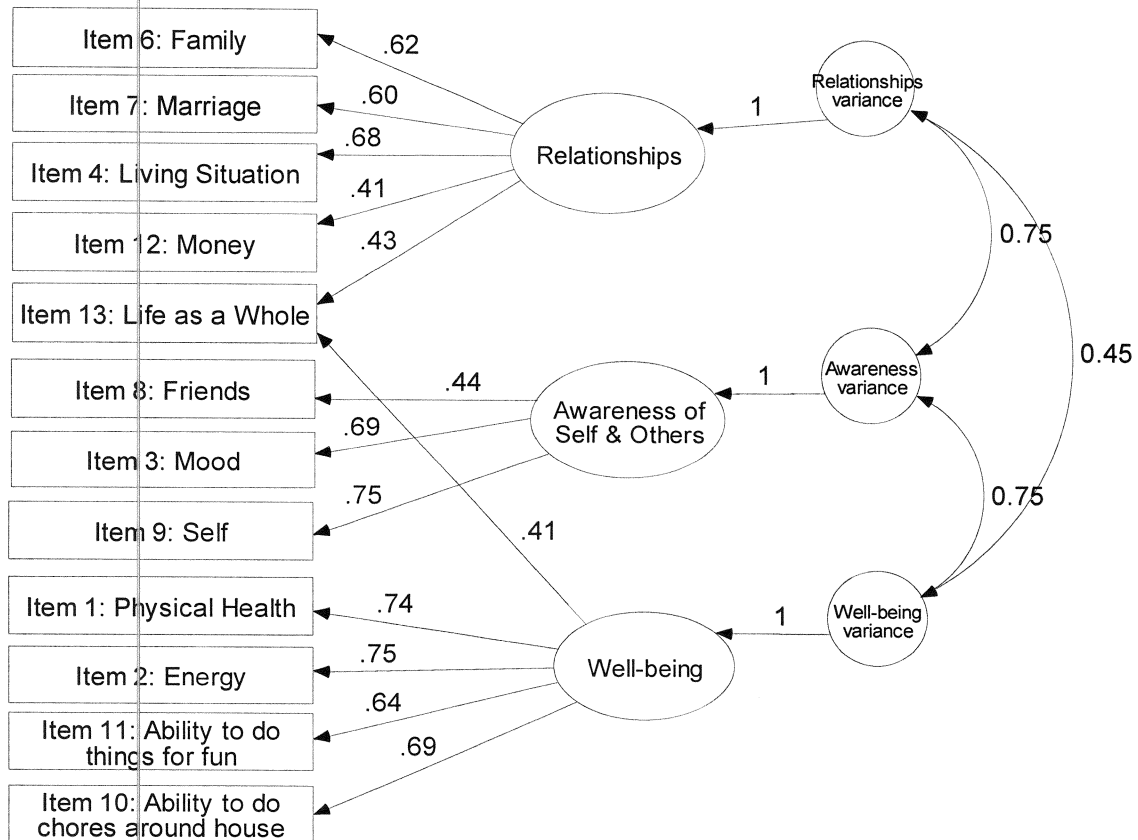 Item 6: Family
Item 7: Marriage
Item 4: Living Situation
Item 12: Money
Item 13: Life as a Whole
Item 8: Friends
Item 3: Mood
Item 9: Self
Item 1: Physical Health
Item 2: Energy
Item 11: Ability to do
things for fun
Item 10: Ability to do
chores around house
.62
.60
.68
.41
.43
.44
.69
.75
.41
.74
.75
.64
.69
Relationships
Awareness of
Self & Others
Well-being
1
1
1
Relationships
variance
Awareness
variance
Well-being
variance
0.75
0.45
0.75